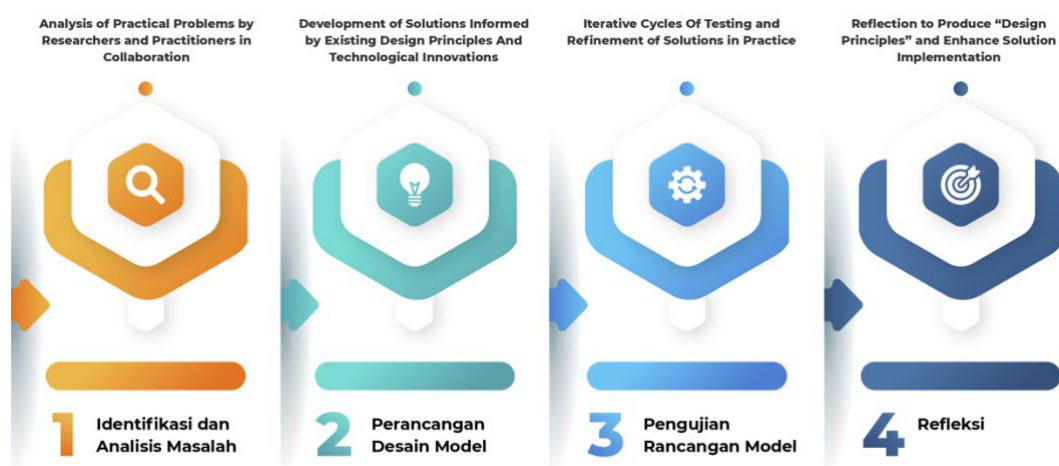 Analysis of Practical Problems by
Researchers and Practitioners in
Collaboration
Development of Solutions Informed
by Existing Design Principles And
Technological Innovations
Iterative Cycles Of Testing and
Refinement of Solutions in Practice
Reflection to Produce “Design
Principles” and Enhance Solution
Implementation
1 Identifikasi dan
Analisis Masalah
2 Perancangan
Desain Model
3 Pengujian
Rancangan Model
4 Refleksi